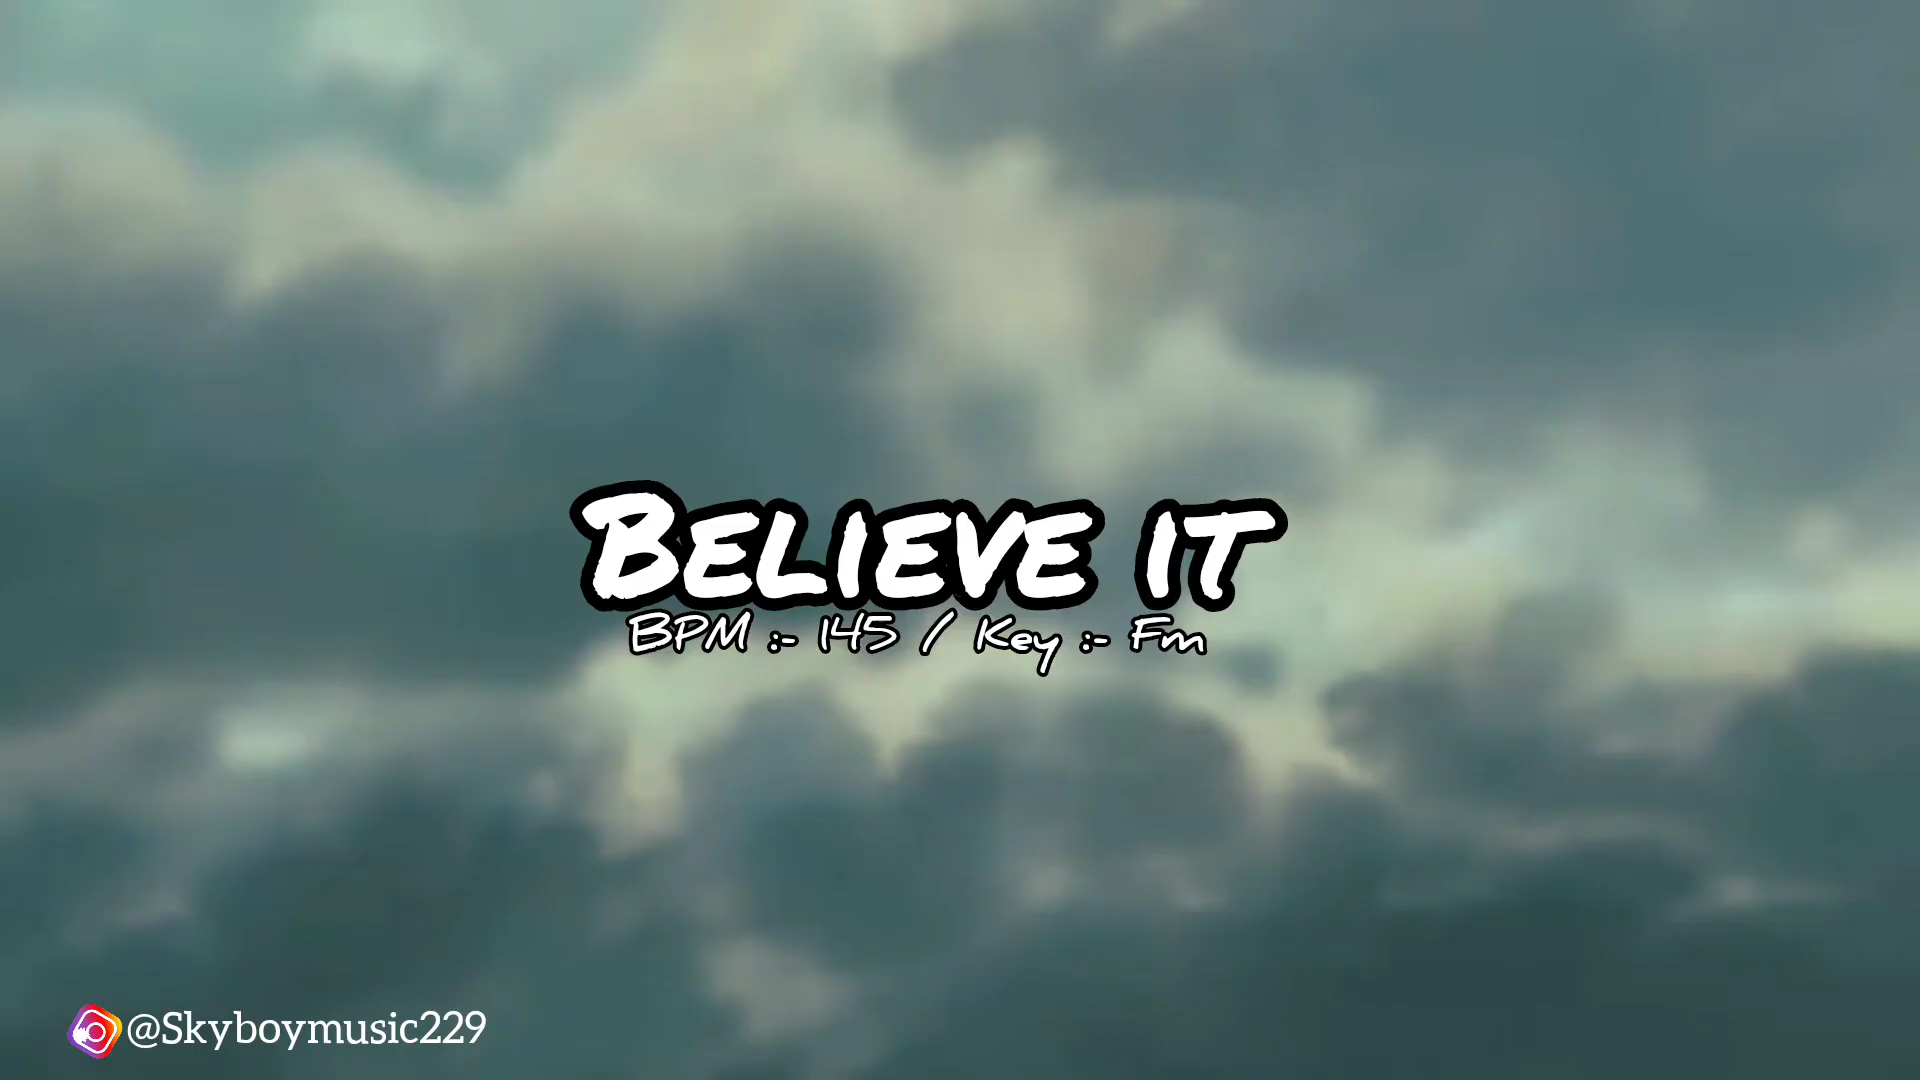 BELIEVE IT
BPM :- 145 / Key :- Fm
@Skyboymusic229